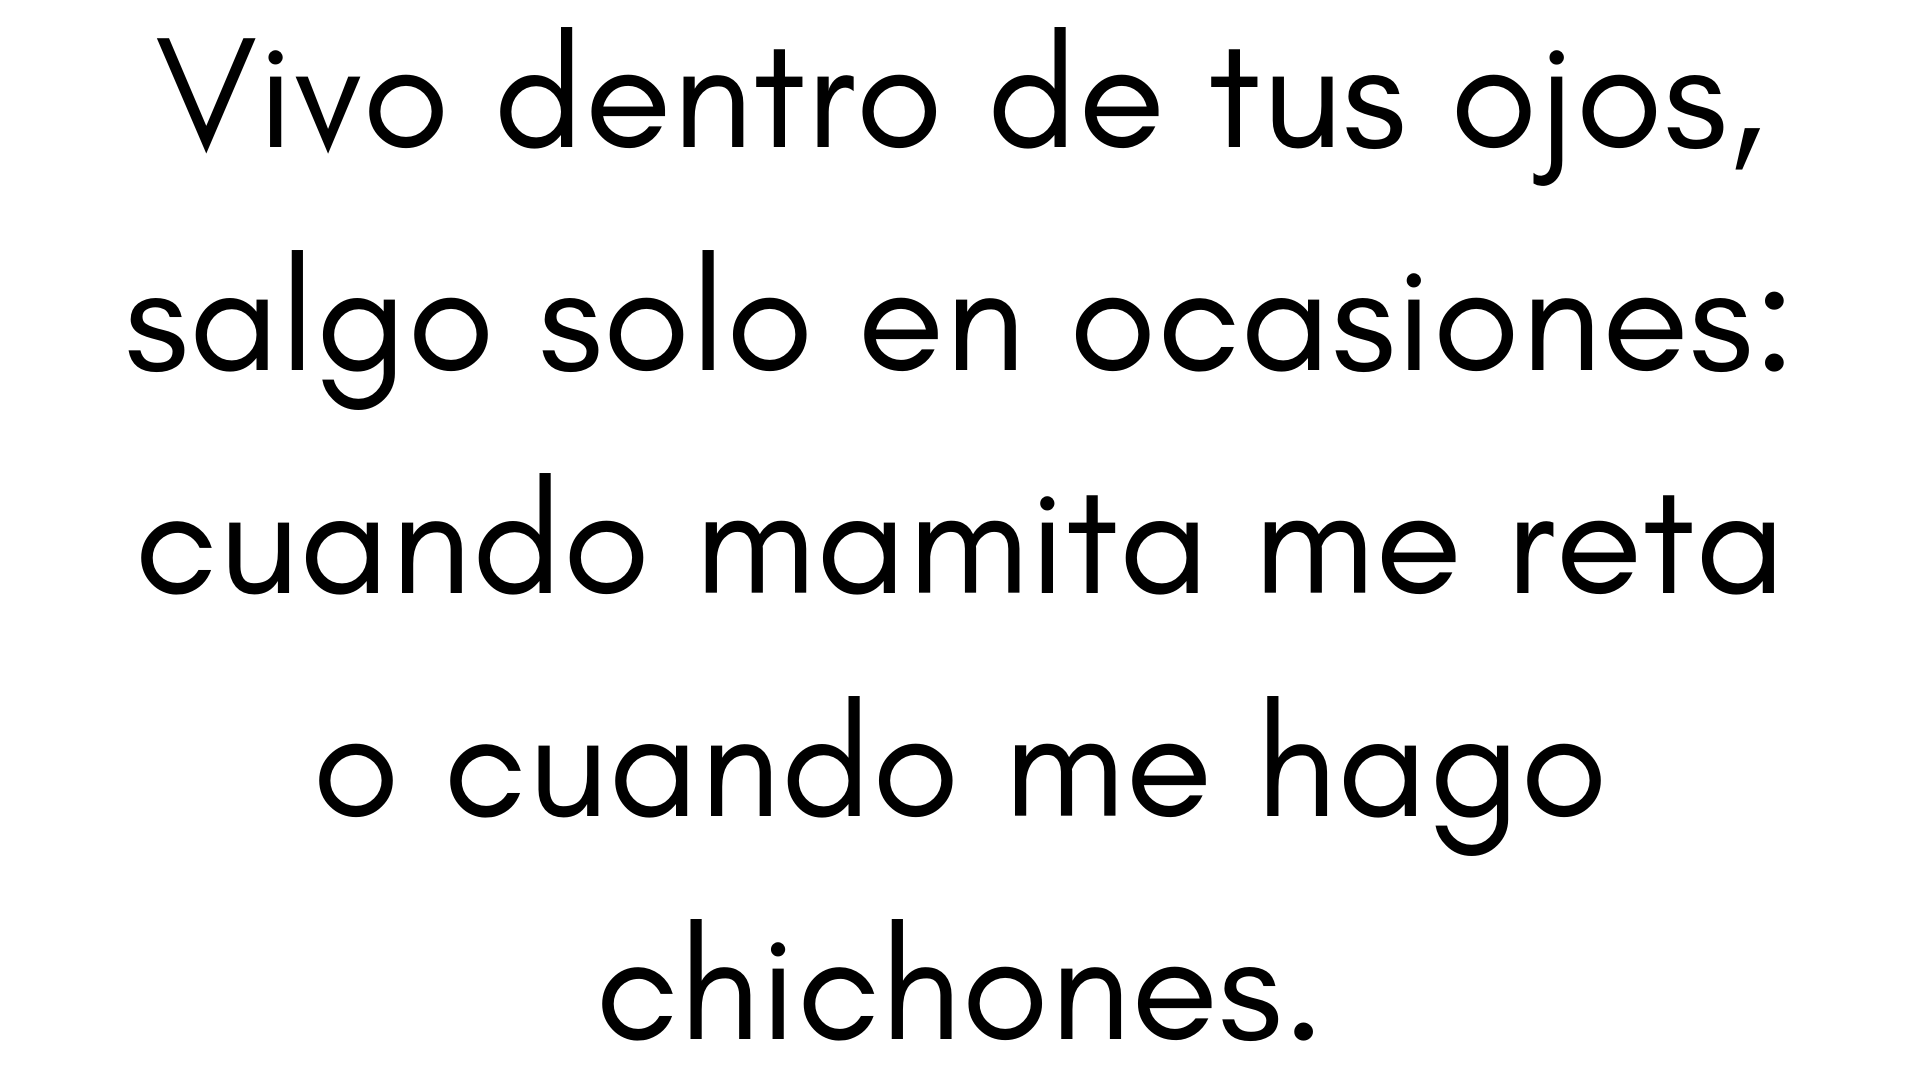 Vivo dentro de tus ojos,
salgo solo en ocasiones:
cuando mamita me reta
o cuando me hago
chichones.